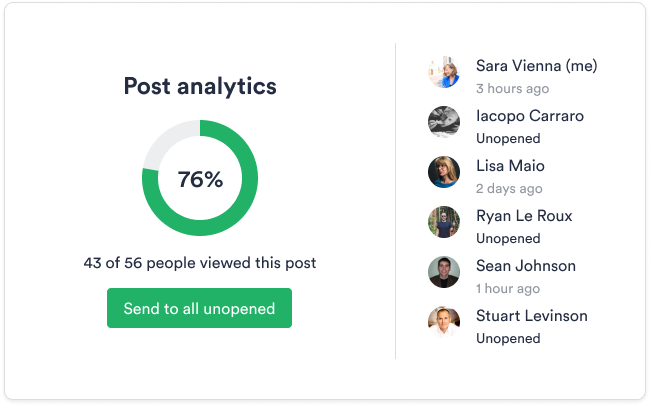 Post analytics
76%
43 of 56 people viewed this post
Send to all unopened
Sara Vienna (me)
3 hours ago
Iacopo Carraro
Unopened
Lisa Maio
2 days ago
Ryan Le Roux
Unopened
Sean Johnson
1 hour ago
Stuart Levinson
Unopened